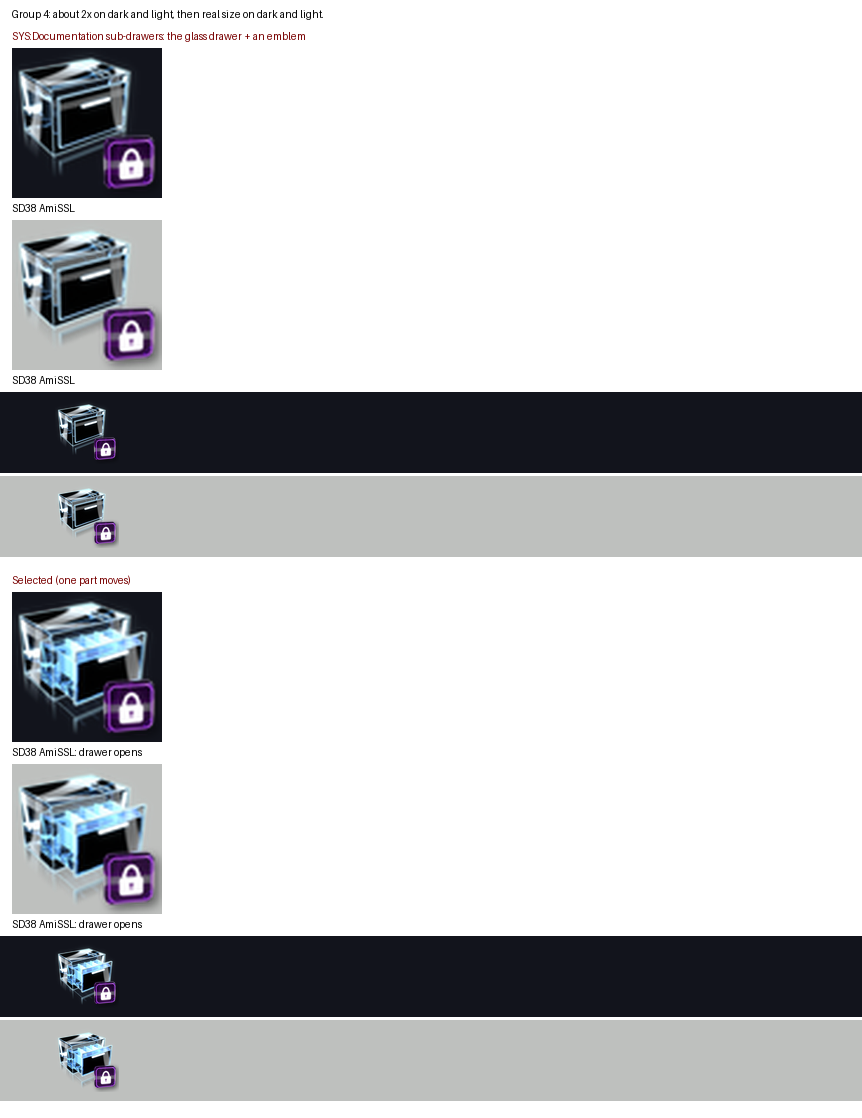 Group 4: about 2x on dark and light, then real size on dark and light.
SYS:Documentation sub-drawers: the glass drawer + an emblem
SD38 AmiSSL
SD38 AmiSSL
Selected (one part moves)
SD38 AmiSSL: drawer opens
SD38 AmiSSL: drawer opens